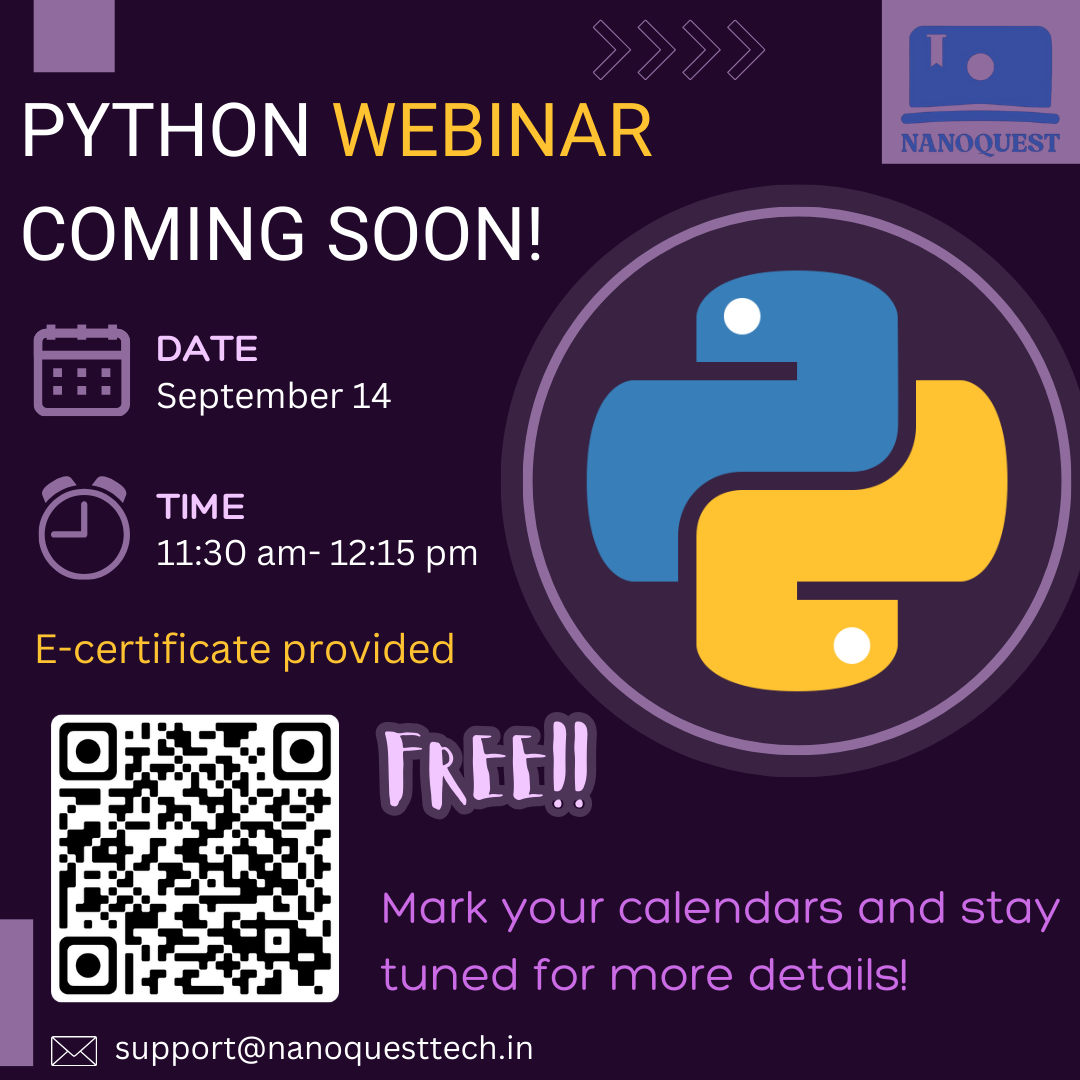 NANOQUEST
PYTHON WEBINAR
COMING SOON!
DATE
September 14
TIME
11:30 am- 12:15 pm
E-certificate provided
FREE!!
Mark your calendars and stay
tuned for more details!
support@nanoquesttech.in